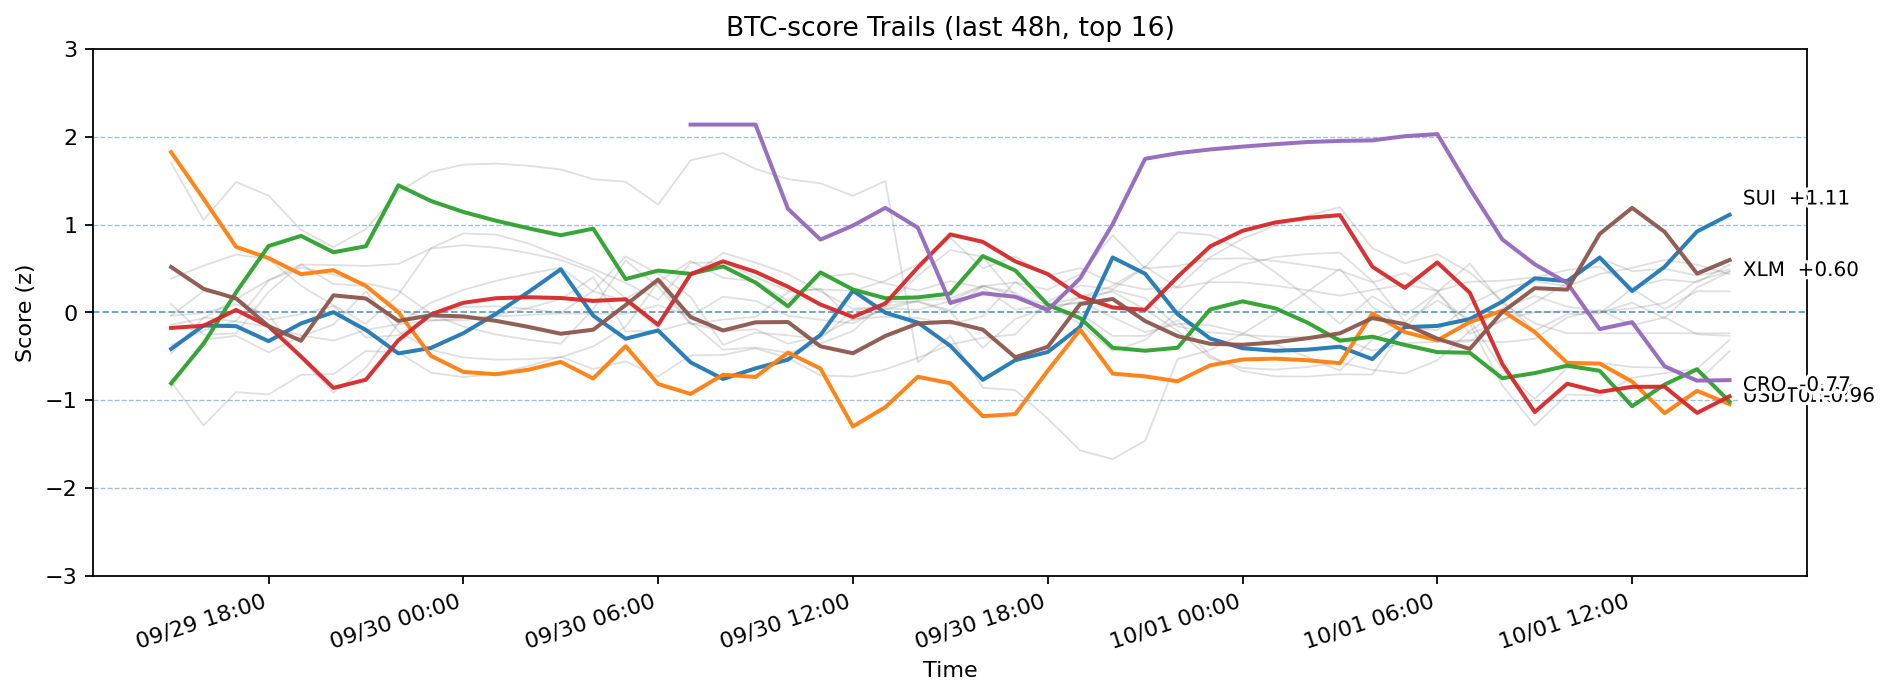 BTC-score Trails (last 48h, top 16)
3
2
1
0
−1
−2
−3
Score (z)
SUI +1.11
XLM +0.60
CRO -0.77
-0.96
09/29 18:00
09/30 00:00
09/30 06:00
09/30 12:00
09/30 18:00
10/01 00:00
10/01 06:00
10/01 12:00
Time